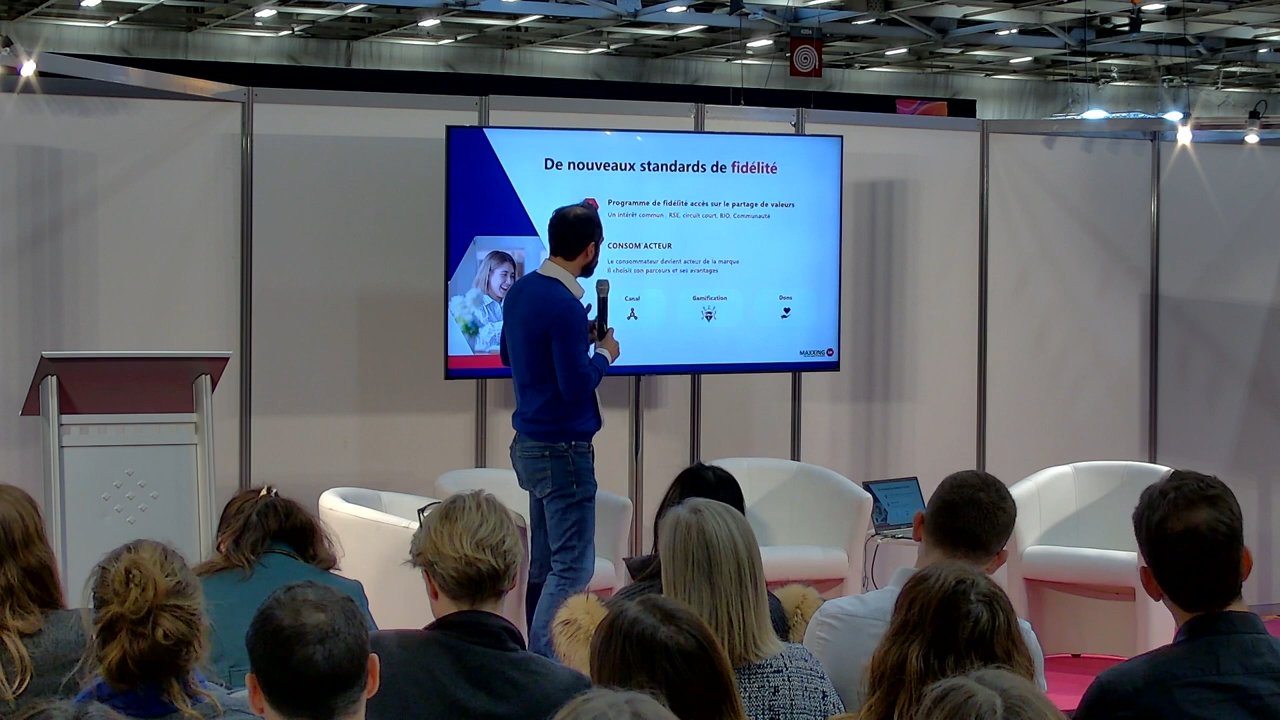 De nouveaux standards de fidélité
Programme de fidélité accès sur le partage de valeurs
Un intérêt commun : RSE, circuit court, BIO, Communauté
CONSOM'ACTEUR
Le consommateur devient acteur de la marque
Il choisit son parcours et ses avantages
Canal
Gamification
Dons
MAXXING